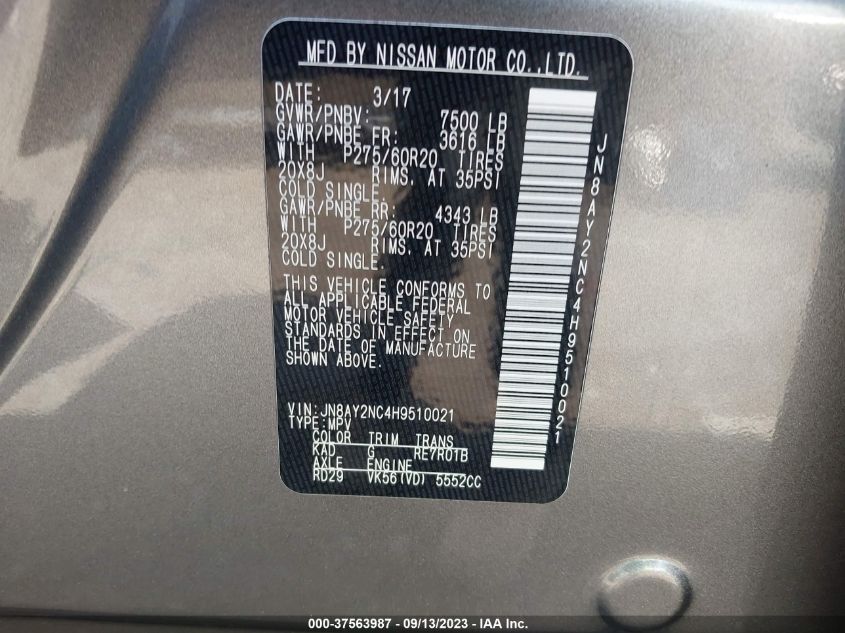 MFD BY NISSAN MOTOR CO.,LTD.
DATE: 3/17
GVWR/PNBV: 7500 LB
GAWR/PNBE FR: 3616 LB
WITH P275/60R20 TIRES
20X8J RIMS, AT 35PSI
COLD SINGLE.
GAWR/PNBE RR: 4343 LB
WITH P275/60R20 TIRES
20X8J RIMS, AT 35PSI
COLD SINGLE.
THIS VEHICLE CONFORMS TO
ALL APPLICABLE FEDERAL
MOTOR VEHICLE SAFETY
STANDARDS IN EFFECT ON
THE DATE OF MANUFACTURE
SHOWN ABOVE.
VIN:JN8AY2NC4H9510021
TYPE:MPV
COLOR TRIM TRANS
KAD G RE7R01B
AXLE ENGINE
RD29 VK56(VD) 5552CC
JN8AY2NC4H9510021
000-37563987 - 09/13/2023 - IAA Inc.